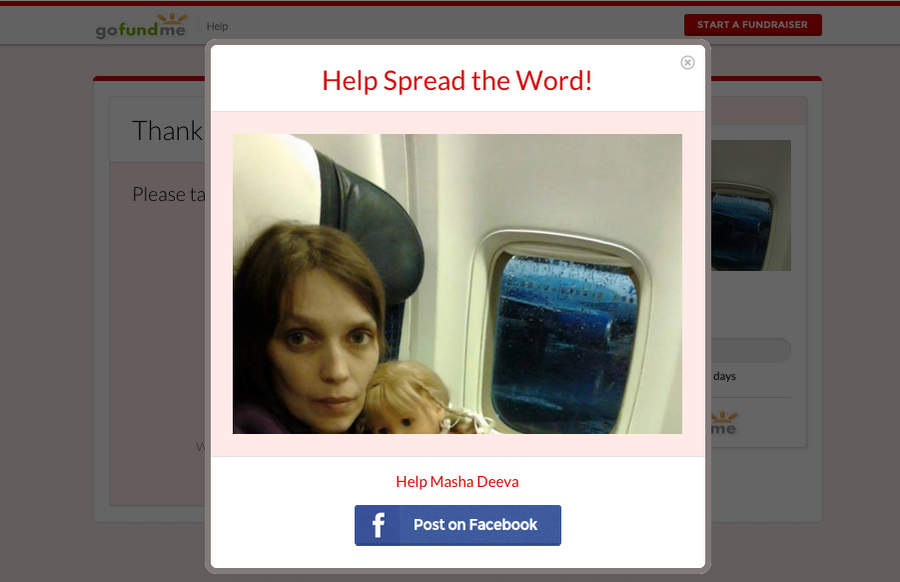 gofundme
Help
START A FUNDRAISER
Help Spread the Word!
Thank
Please ta
days
me
W
Help Masha Deeva
f
Post on Facebook